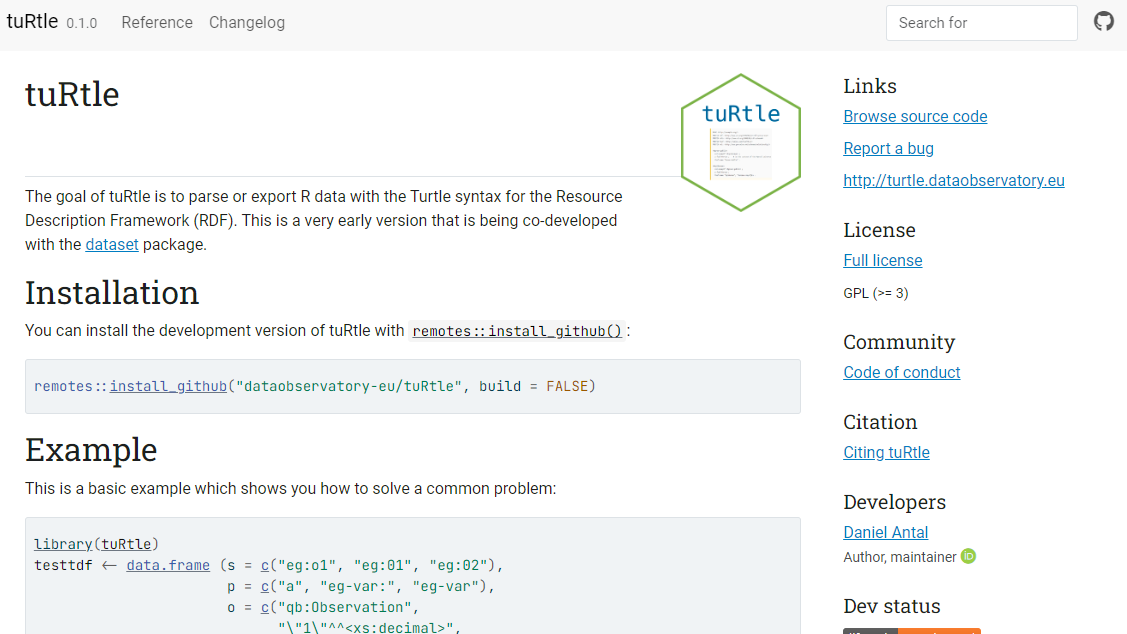 tuRtle 0.1.0 Reference Changelog Search for
tuRtle
tuRtle
The goal of tuRtle is to parse or export R data with the Turtle syntax for the Resource
Description Framework (RDF). This is a very early version that is being co-developed
with the dataset package.
Installation
You can install the development version of tuRtle with remotes::install_github() :
remotes::install_github("dataobservatory-eu/tuRtle", build = FALSE)
Example
This is a basic example which shows you how to solve a common problem:
library(tuRtle)
testtdf <- data.frame (s = c("eg:o1", "eg:01", "eg:02"),
p = c("a", "eg-var:", "eg-var"),
o = c("qb:Observation",
"\"1\"^^<xs:decimal>",
Links
Browse source code
Report a bug
http://turtle.dataobservatory.eu
License
Full license
GPL (>= 3)
Community
Code of conduct
Citation
Citing tuRtle
Developers
Daniel Antal
Author, maintainer iD
Dev status